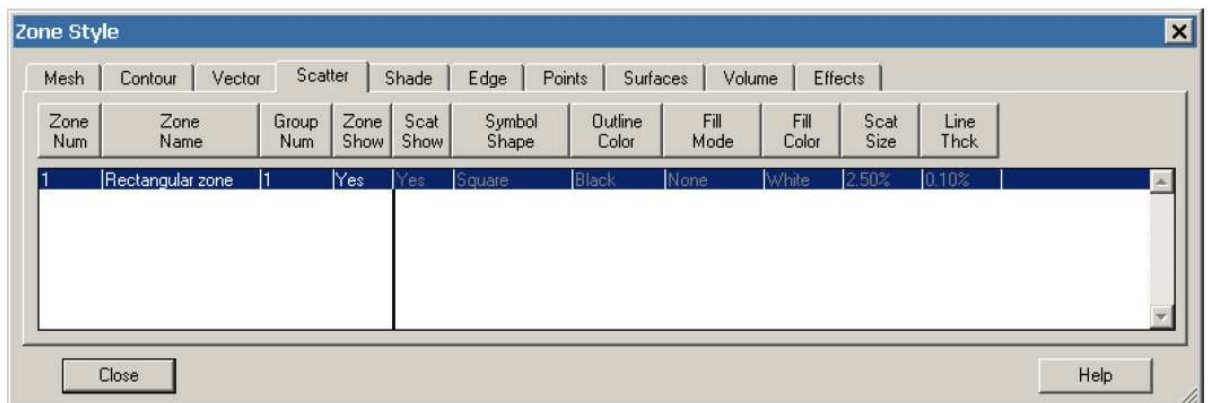 Zone Style
Mesh Contour Vector Scatter Shade Edge Points Surfaces Volume Effects
Zone Num Zone Name Group Num Zone Show Scat Show Symbol Shape Outline Color Fill Mode Fill Color Scat Size Line Thck
1 Rectangular zone 1 Yes Yes Square Black None White 2.50% 0.10%
Close Help